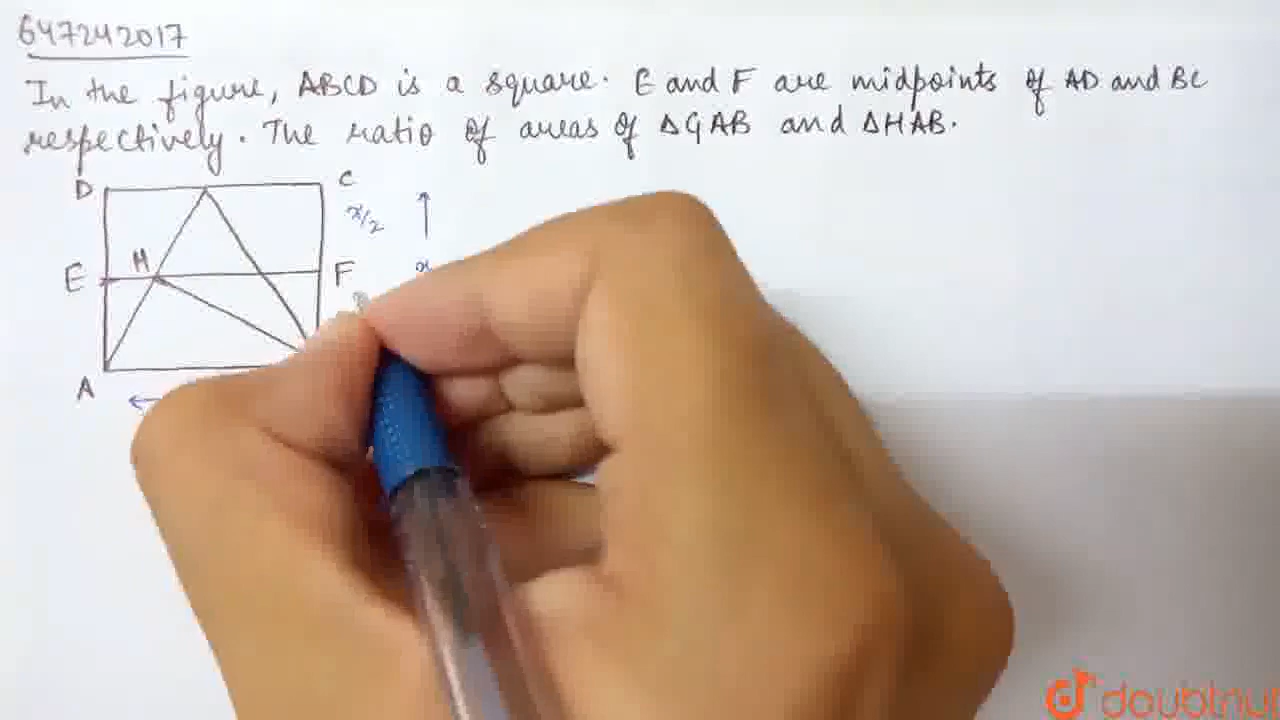 647242017
In the figure, ABCD is a square. E and F are midpoints of AD and BC
respectively. The ratio of areas of ΔGAB and ΔHAB.
D C
x/2
E H F x
A
doubtnut